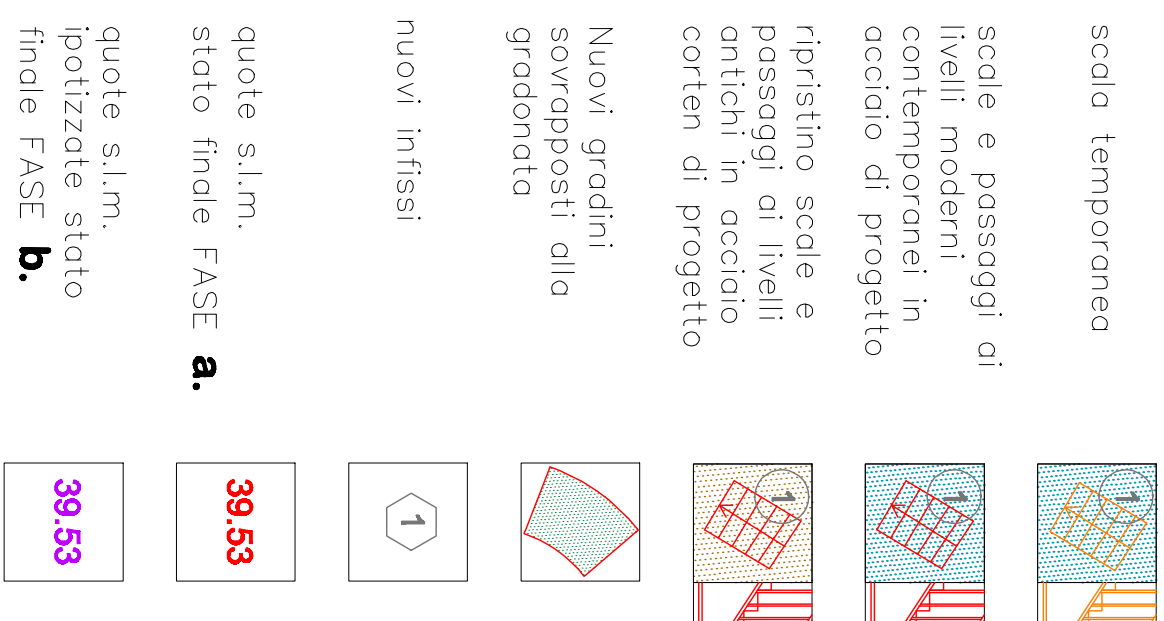 scala temporanea
1
scale e passaggi ai
livelli moderni
contemporanei in
acciaio di progetto
1
ripristino scale e
passaggi ai livelli
antichi in acciaio
corten di progetto
1
Nuovi gradini
sovrapposti alla
gradonata
nuovi infissi
1
quote s.l.m.
stato finale FASE a.
39.53
quote s.l.m.
ipotizzate stato
finale FASE b.
39.53